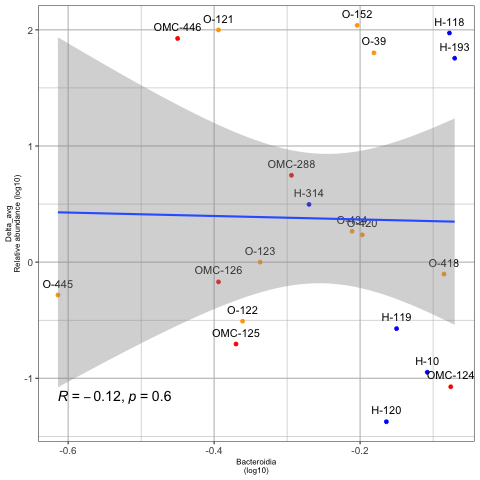 O-152
O-121
H-118
OMC-446
O-39
H-193
2
OMC-288
1
H-314
O-420
Delta_avg
Relative abundance (log10)
O-123
O-418
OMC-126
0
O-445
O-122
H-119
OMC-125
H-10
OMC-124
-1
R = −0.12, p = 0.6
H-120
-0.6 -0.4 -0.2
Bacteroidia
(log10)